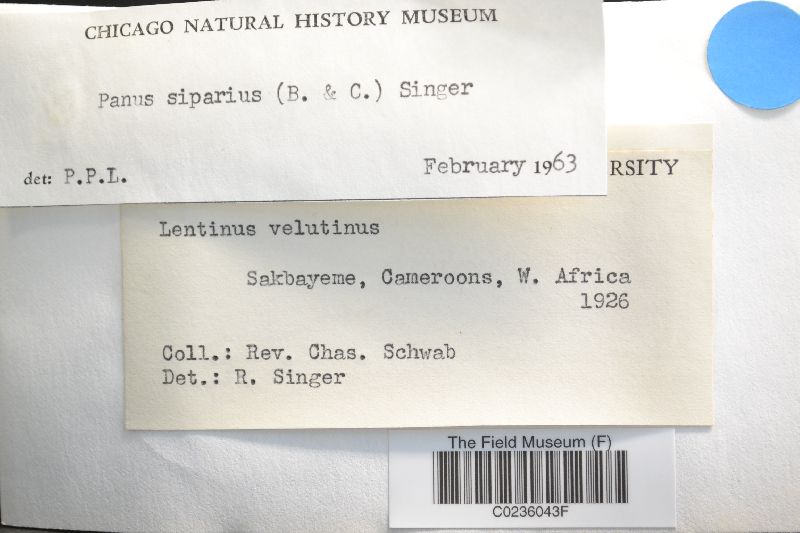 CHICAGO NATURAL HISTORY MUSEUM
Panus siparius (B. & C.) Singer
det: P.P.L.
February 1963
RSITY
Lentinus velutinus
Sakbayeme, Cameroons, W. Africa
1926
Coll.: Rev. Chas. Schwab
Det.: R. Singer
The Field Museum (F)
C0236043F